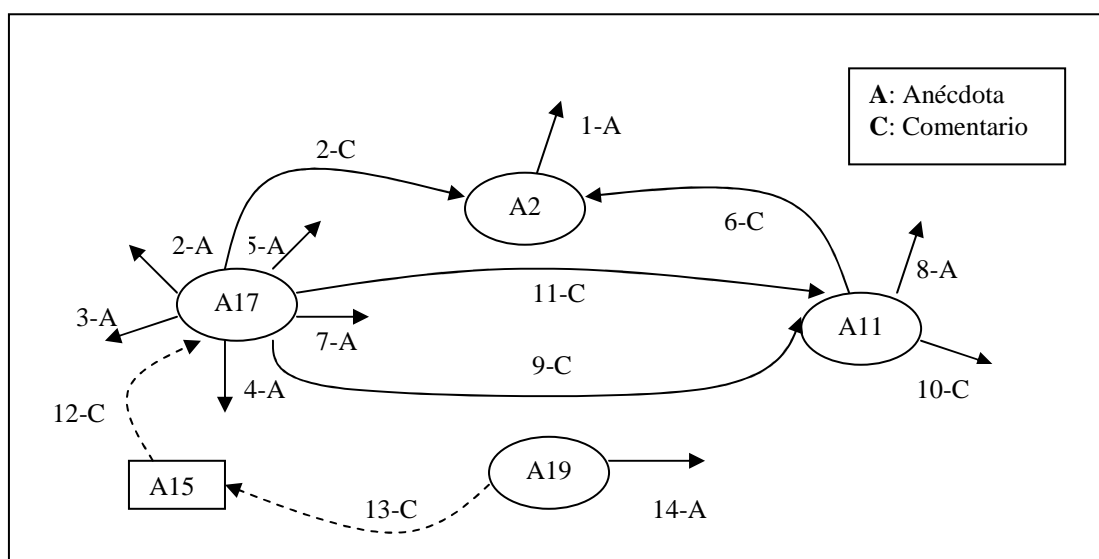 A: Anécdota
C: Comentario
1-A
2-C
A2
6-C
2-A
5-A
8-A
A17
11-C
A11
3-A
7-A
9-C
4-A
10-C
12-C
A15
A19
13-C
14-A